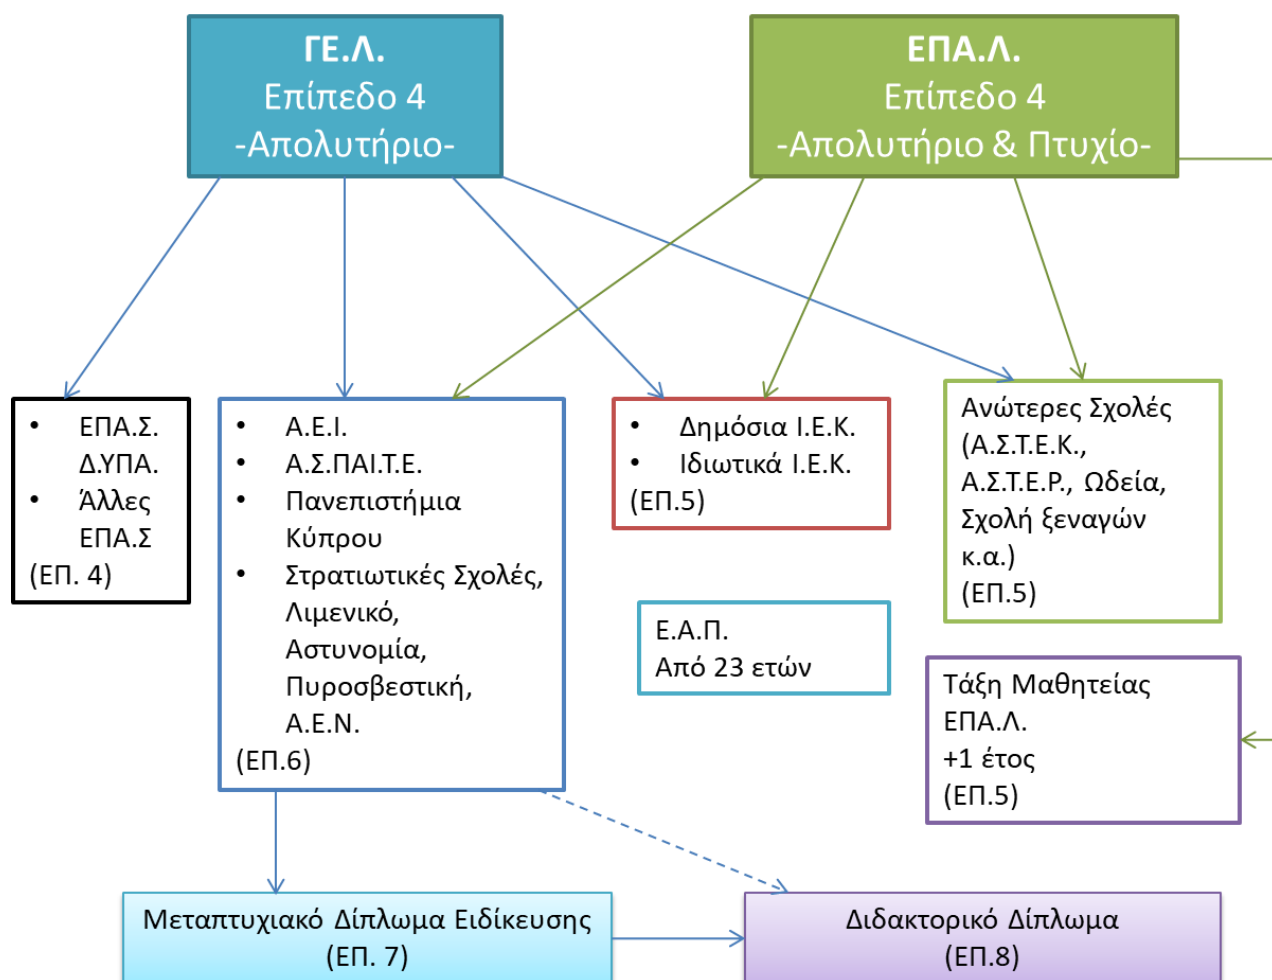 ΓΕ.Λ.
Επίπεδο 4
-Απολυτήριο-
ΕΠΑ.Λ.
Επίπεδο 4
-Απολυτήριο & Πτυχίο-
• ΕΠΑ.Σ.
Δ.ΥΠΑ.
• Άλλες
ΕΠΑ.Σ
(ΕΠ. 4)
• Α.Ε.Ι.
• Α.Σ.ΠΑΙ.Τ.Ε.
• Πανεπιστήμια
Κύπρου
• Στρατιωτικές Σχολές,
Λιμενικό,
Αστυνομία,
Πυροσβεστική,
Α.Ε.Ν.
(ΕΠ.6)
• Δημόσια Ι.Ε.Κ.
• Ιδιωτικά Ι.Ε.Κ.
(ΕΠ.5)
Ανώτερες Σχολές
(Α.Σ.Τ.Ε.Κ.,
Α.Σ.Τ.Ε.Ρ., Ωδεία,
Σχολή ξεναγών
κ.α.)
(ΕΠ.5)
Ε.Α.Π.
Από 23 ετών
Τάξη Μαθητείας
ΕΠΑ.Λ.
+1 έτος
(ΕΠ.5)
Μεταπτυχιακό Δίπλωμα Ειδίκευσης
(ΕΠ. 7)
Διδακτορικό Δίπλωμα
(ΕΠ.8)